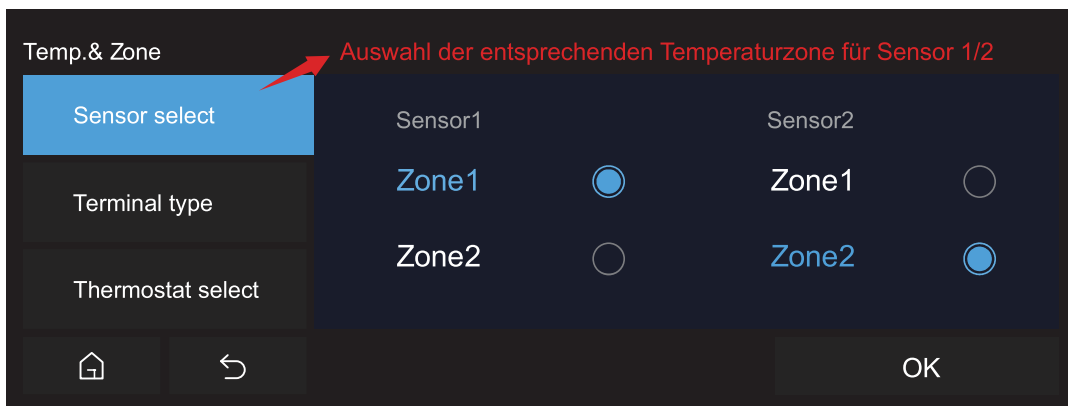 Temp.& Zone
Auswahl der entsprechenden Temperaturzone für Sensor 1/2
Sensor select
Sensor1
Sensor2
Zone1
Zone1
Terminal type
Zone2
Zone2
Thermostat select
OK